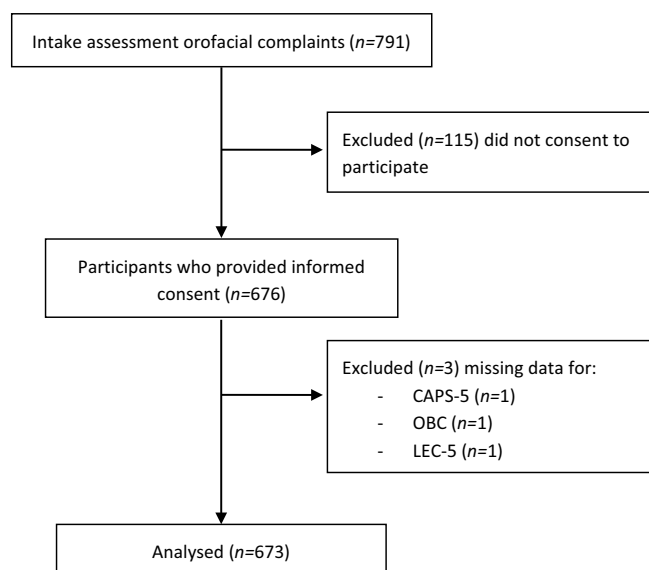 Intake assessment orofacial complaints (n=791)
Excluded (n=115) did not consent to
participate
Participants who provided informed
consent (n=676)
Excluded (n=3) missing data for:
- CAPS-5 (n=1)
- OBC (n=1)
- LEC-5 (n=1)
Analysed (n=673)